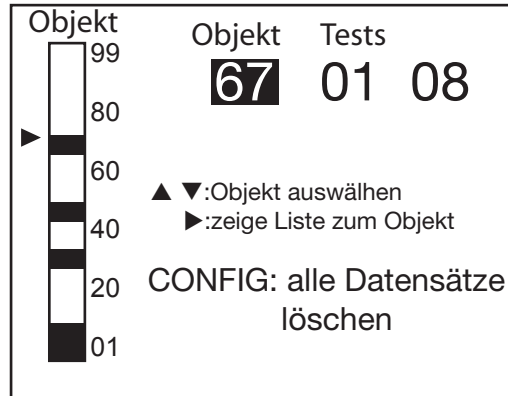 Objekt
99
80
60
40
20
01
Objekt Tests
67 01 08
▲ ▼:Objekt auswälhen
▶:zeige Liste zum Objekt
CONFIG: alle Datensätze
löschen